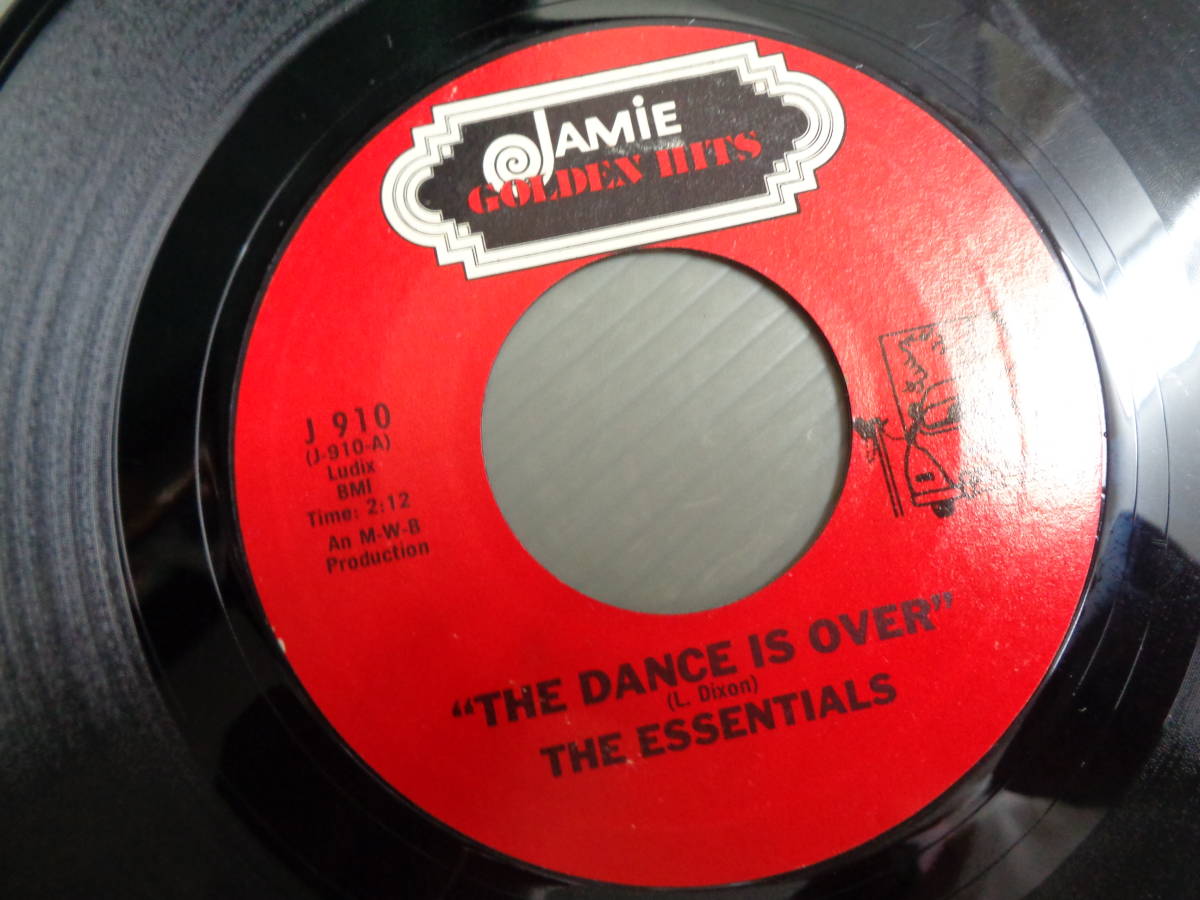 JAMiE
GOLDEN HITS
J 910
(J-910-A)
Ludix
BMI
Time: 2:12
An M-W-B
Production
“THE DANCE IS OVER”
(L. Dixon)
THE ESSENTIALS